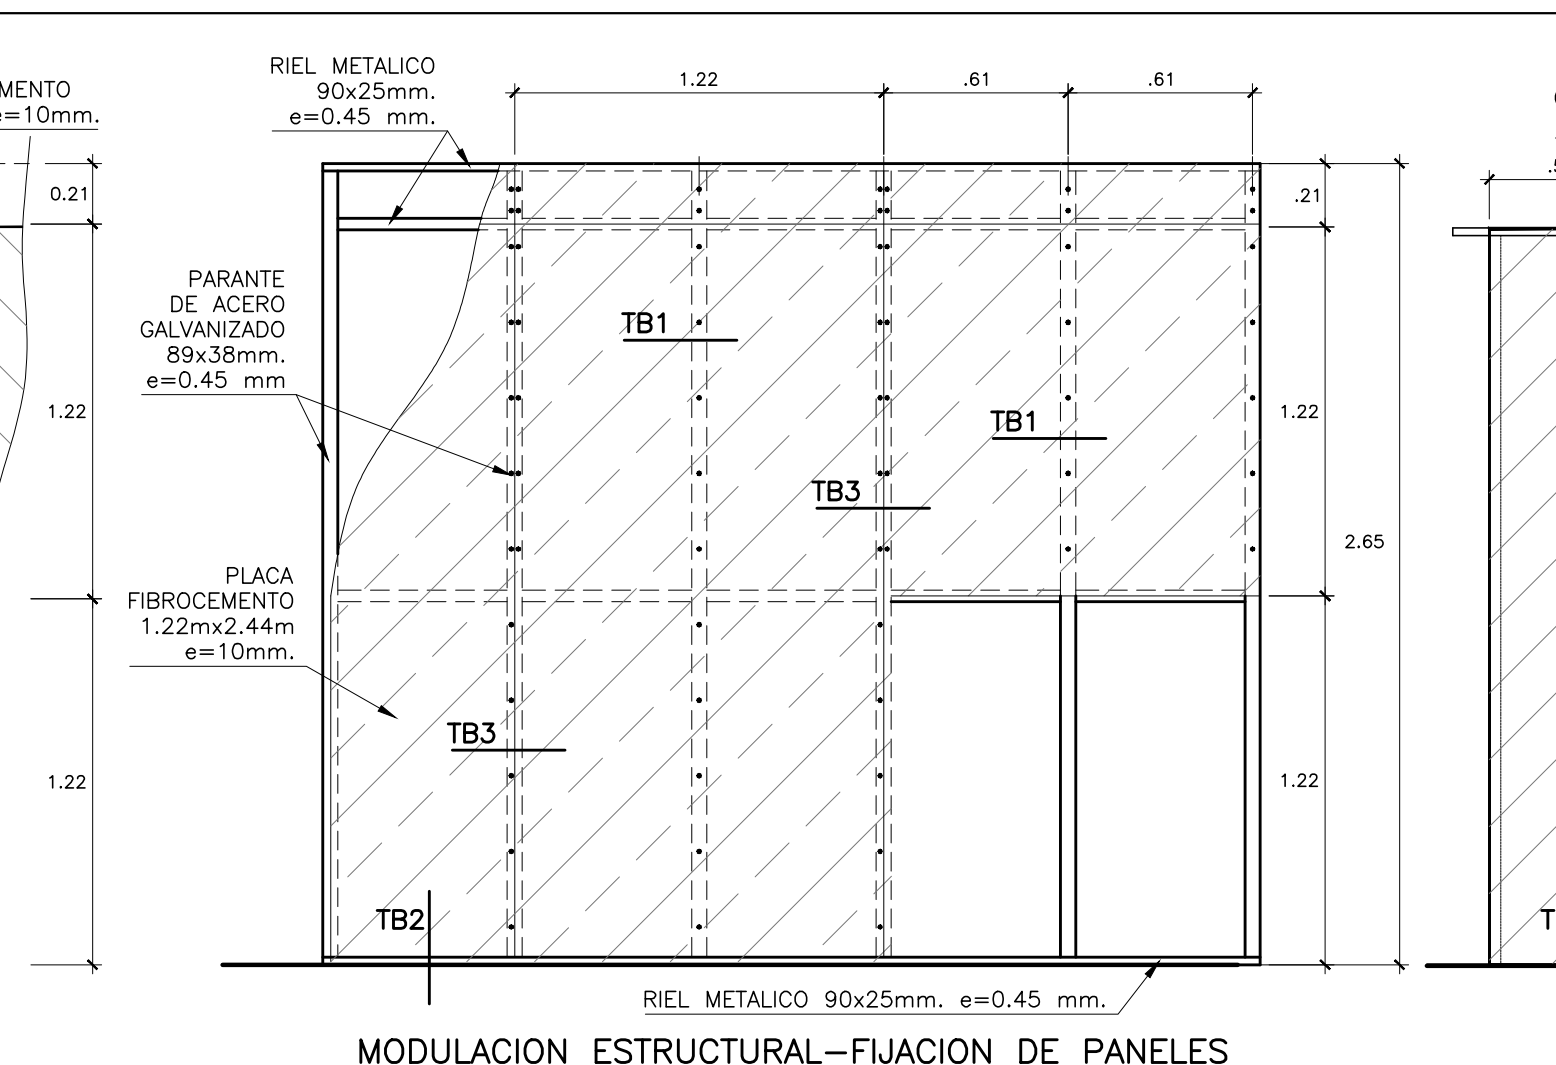 RIEL METALICO
90x25mm.
e=0.45 mm.
MENTO
e=10mm.
1.22
.61
.61
0.21
.21
PARANTE
DE ACERO
GALVANIZADO
89x38mm.
e=0.45 mm
TB1
TB1
1.22
1.22
TB3
2.65
PLACA
FIBROCEMENTO
1.22mx2.44m
e=10mm.
TB3
1.22
1.22
TB2
RIEL METALICO 90x25mm. e=0.45 mm.
MODULACION ESTRUCTURAL-FIJACION DE PANELES